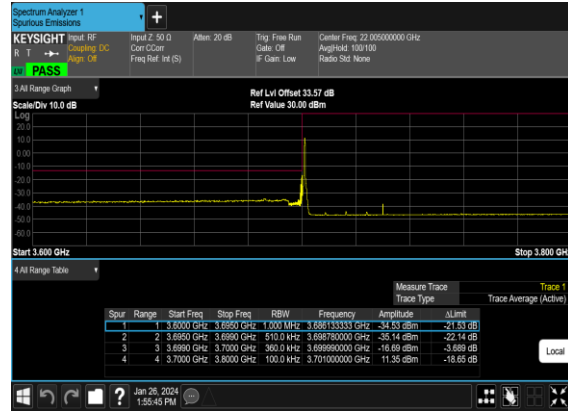 Spectrum Analyzer 1
Spurious Emissions
KEYSIGHT
R T
LXI PASS
Input: RF
Coupling: DC
Align: Off
Input Z: 50 Ω
Corr CCorr
Freq Ref: Int (S)
Atten: 20 dB
Trig: Free Run
Gate: Off
IF Gain: Low
Center Freq: 22.005000000 GHz
Avg|Hold: 100/100
Radio Std: None
3 All Range Graph
Scale/Div 10.0 dB
Ref Lvl Offset 33.57 dB
Ref Value 30.00 dBm
Log
20.0
10.0
0.00
-10.0
-20.0
-30.0
-40.0
-50.0
-60.0
Start 3.600 GHz
Stop 3.800 GHz
4 All Range Table
Measure Trace Trace 1
Trace Type Trace Average (Active)
Spur Range Start Freq Stop Freq RBW Frequency Amplitude ΔLimit
1 1 3.6000 GHz 3.6950 GHz 1.000 MHz 3.686133333 GHz -34.53 dBm -21.53 dB
2 2 3.6950 GHz 3.6990 GHz 510.0 kHz 3.698780000 GHz -35.14 dBm -22.14 dB
3 3 3.6990 GHz 3.7000 GHz 360.0 kHz 3.699990000 GHz -16.69 dBm -3.689 dB
4 4 3.7000 GHz 3.8000 GHz 100.0 kHz 3.701000000 GHz 11.35 dBm -18.65 dB
Local
Jan 26, 2024
1:55:45 PM